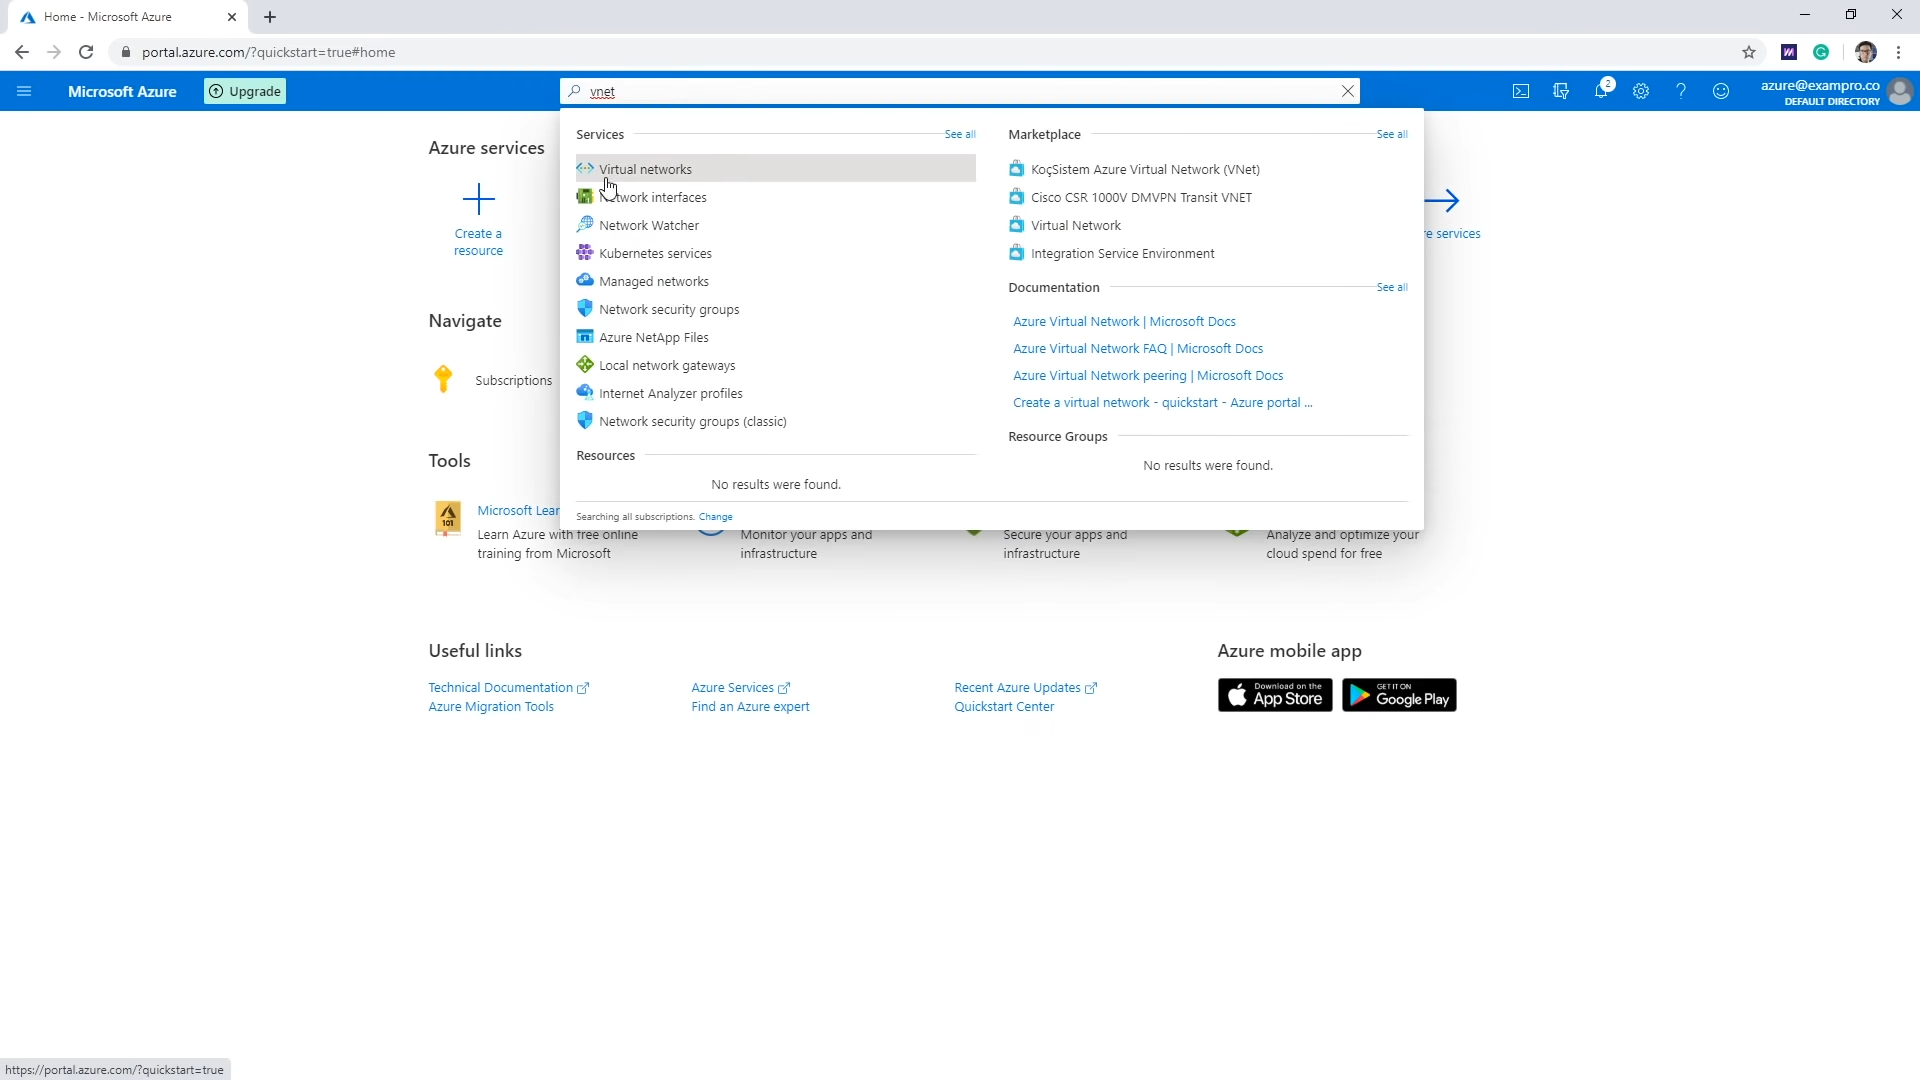 Home - Microsoft Azure
portal.azure.com/?quickstart=true#home
Microsoft Azure
Upgrade
vnet
2
azure@exampro.co
DEFAULT DIRECTORY
Azure services
Create a
resource
Services
See all
Virtual networks
Network interfaces
Network Watcher
Kubernetes services
Managed networks
Network security groups
Azure NetApp Files
Local network gateways
Internet Analyzer profiles
Network security groups (classic)
Resources
No results were found.
Searching all subscriptions. Change
Marketplace
See all
KoçSistem Azure Virtual Network (VNet)
Cisco CSR 1000V DMVPN Transit VNET
Virtual Network
Integration Service Environment
Documentation
See all
Azure Virtual Network | Microsoft Docs
Azure Virtual Network FAQ | Microsoft Docs
Azure Virtual Network peering | Microsoft Docs
Create a virtual network - quickstart - Azure portal ...
Resource Groups
No results were found.
re services
Navigate
Subscriptions
Tools
101
Microsoft Lear
Learn Azure with free online
training from Microsoft
Monitor your apps and
infrastructure
Secure your apps and
infrastructure
Analyze and optimize your
cloud spend for free
Useful links
Technical Documentation
Azure Migration Tools
Azure Services
Find an Azure expert
Recent Azure Updates
Quickstart Center
Azure mobile app
Download on the
App Store
GET IT ON
Google Play
https://portal.azure.com/?quickstart=true